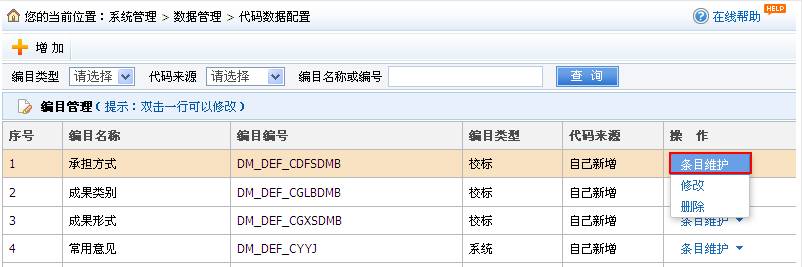 您的当前位置：系统管理 > 数据管理 > 代码数据配置 在线帮助 HELP
增 加
编目类型 请选择 代码来源 请选择 编目名称或编号 查 询
编目管理（提示：双击一行可以修改）
序号 编目名称 编目编号 编目类型 代码来源 操 作
1 承担方式 DM_DEF_CDFSDMB 校标 自己新增 条目维护
2 成果类别 DM_DEF_CGLBDMB 校标 自己新增 修改
删除
3 成果形式 DM_DEF_CGXSDMB 校标 自己新增 条目维护
4 常用意见 DM_DEF_CYYJ 系统 自己新增 条目维护